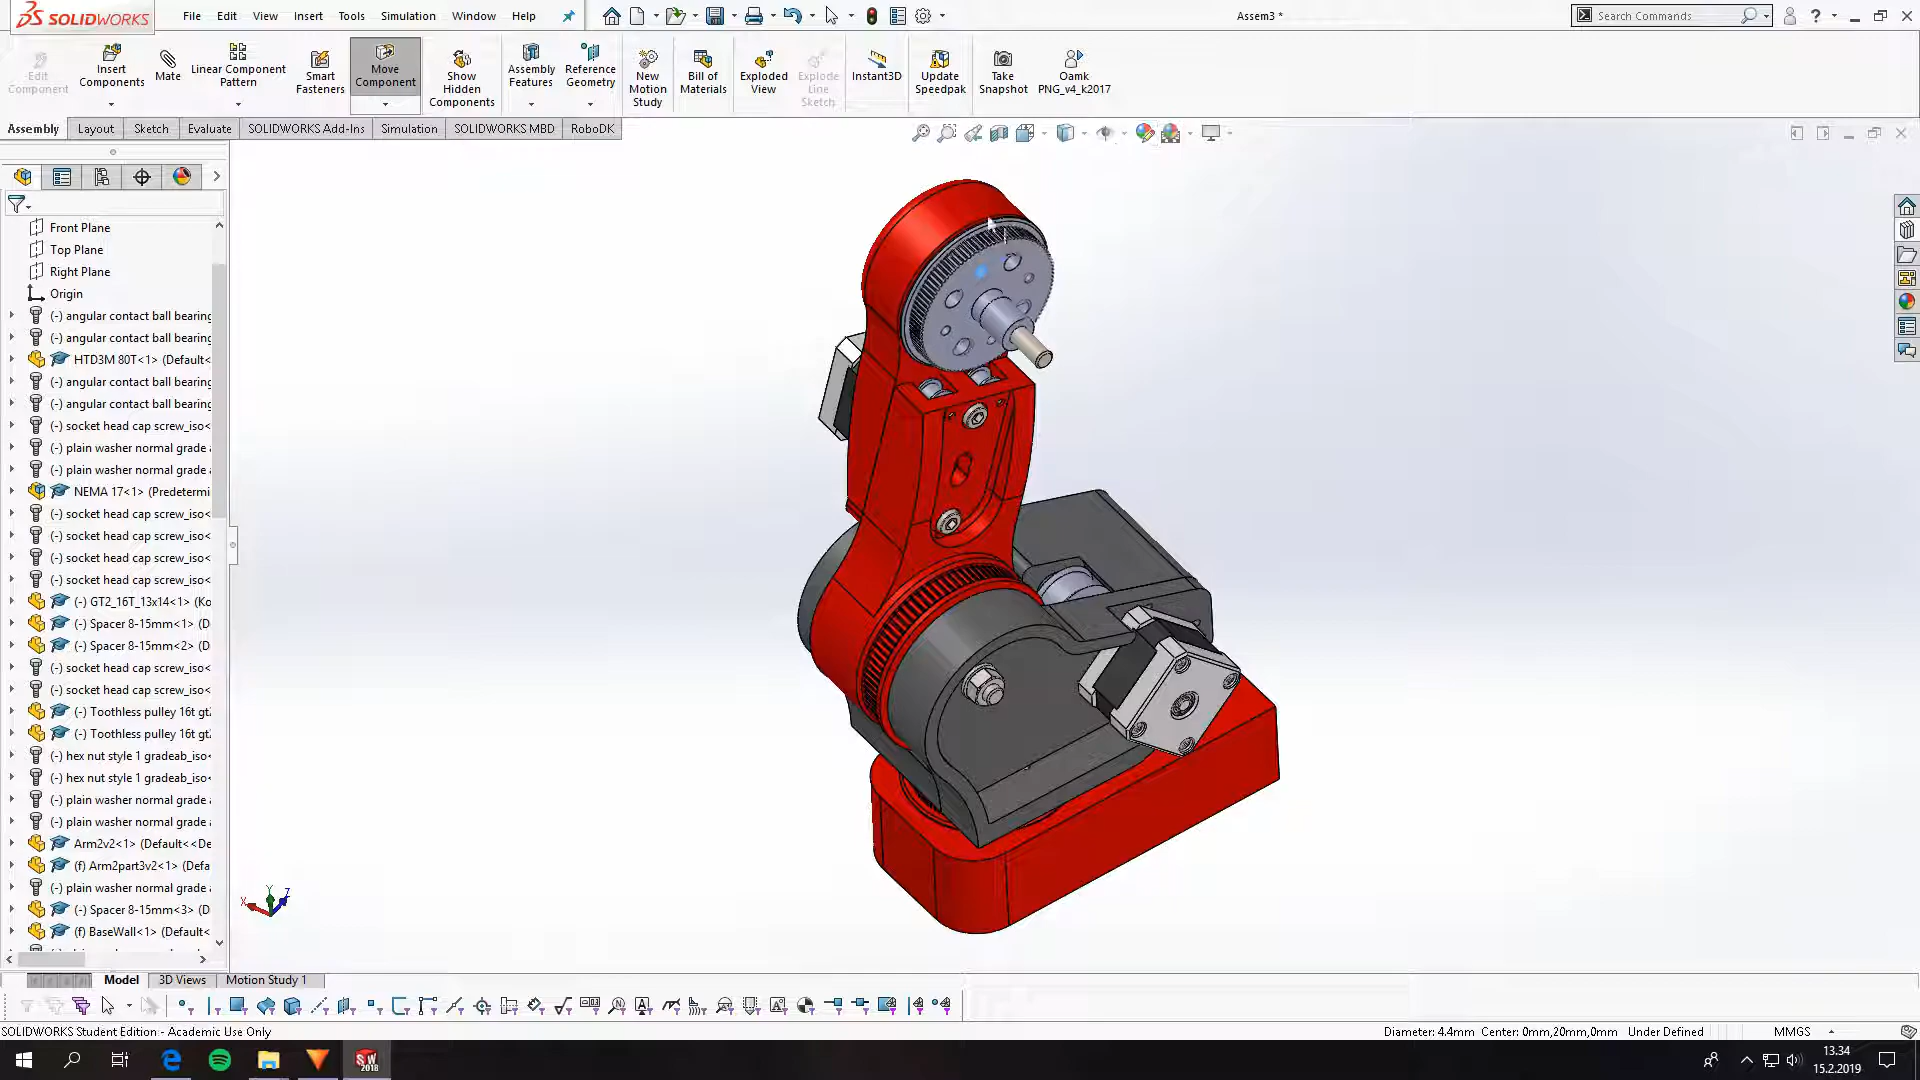 SOLIDWORKS
File Edit View Insert Tools Simulation Window Help
Assem3 *
Search Commands
Edit Component
Insert Components
Mate
Linear Component Pattern
Smart Fasteners
Move Component
Show Hidden Components
Assembly Features
Reference Geometry
New Motion Study
Bill of Materials
Exploded View
Explode Line Sketch
Instant3D
Update Speedpak
Take Snapshot
Oamk PNG_v4_k2017
Assembly Layout Sketch Evaluate SOLIDWORKS Add-Ins Simulation SOLIDWORKS MBD RoboDK
Front Plane
Top Plane
Right Plane
Origin
(-) angular contact ball bearing
(-) angular contact ball bearing
HTD3M 80T<1> (Default<
(-) angular contact ball bearing
(-) angular contact ball bearing
(-) socket head cap screw_iso<
(-) plain washer normal grade a
(-) plain washer normal grade a
NEMA 17<1> (Predetermi
(-) socket head cap screw_iso<
(-) socket head cap screw_iso<
(-) socket head cap screw_iso<
(-) socket head cap screw_iso<
(-) GT2_16T_13x14<1> (Ko
(-) Spacer 8-15mm<1> (D
(-) Spacer 8-15mm<2> (D
(-) socket head cap screw_iso<
(-) socket head cap screw_iso<
(-) Toothless pulley 16t gt2
(-) Toothless pulley 16t gt2
(-) hex nut style 1 gradeab_iso<
(-) hex nut style 1 gradeab_iso<
(-) plain washer normal grade a
(-) plain washer normal grade a
Arm2v2<1> (Default<<De
(f) Arm2part3v2<1> (Defa
(-) plain washer normal grade a
(-) Spacer 8-15mm<3> (D
(f) BaseWall<1> (Default<
X Y Z
Model 3D Views Motion Study 1
SOLIDWORKS Student Edition - Academic Use Only
Diameter: 4.4mm Center: 0mm,20mm,0mm Under Defined MMGS
SW 2018
13.34
15.2.2019